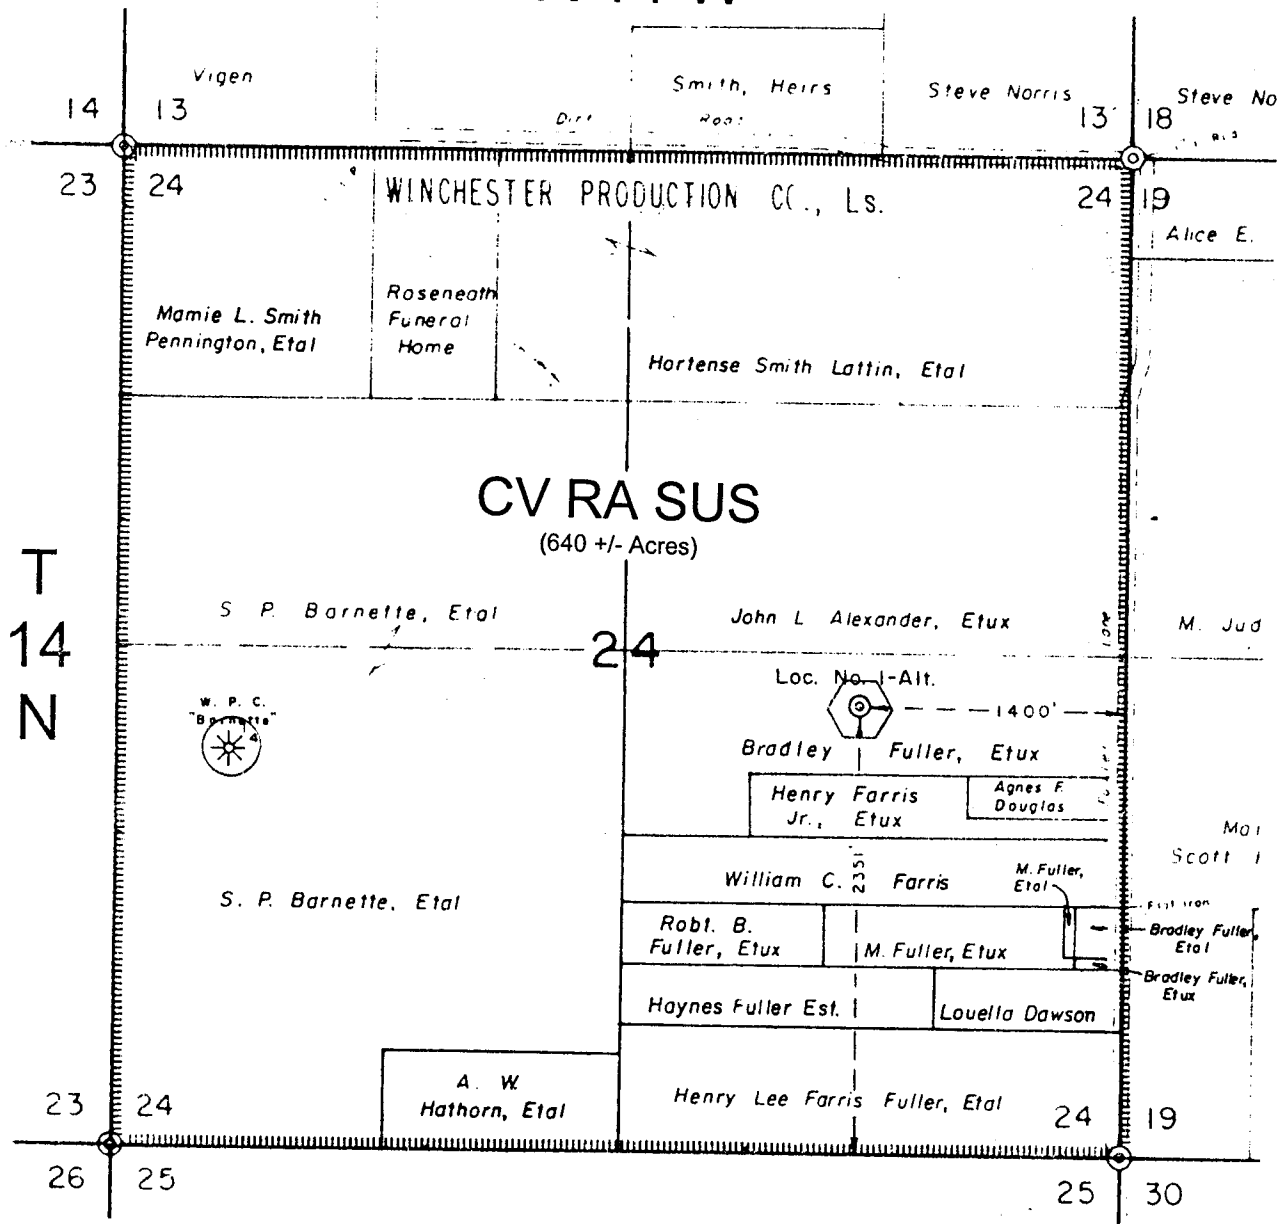 Vigen
Smith, Heirs
Steve Norris
Steve No
14 13
13 18
Dirt Road
23 24
WINCHESTER PRODUCTION CO., Ls.
24 19
Alice E.
Mamie L. Smith
Pennington, Etal
Roseneath
Funeral
Home
Hortense Smith Lattin, Etal
CV RA SUS
(640 +/- Acres)
T
14
N
S P. Barnette, Etal
John L Alexander, Etux
lane
M. Jud
24
Loc. No. 1-Alt.
W. P. C.
"Barnette"
4
1400'
Bradley Fuller, Etux
Henry Farris
Jr., Etux
Agnes F.
Douglas
Mar
Scott
William C. Farris
2351'
M. Fuller,
Etal
S. P. Barnette, Etal
Flat Iron
Robt. B.
Fuller, Etux
M. Fuller, Etux
Bradley Fuller,
Etal
Bradley Fuller,
Etux
Haynes Fuller Est.
Louella Dawson
A. W.
Hathorn, Etal
Henry Lee Farris Fuller, Etal
23 24
24 19
26 25
25 30